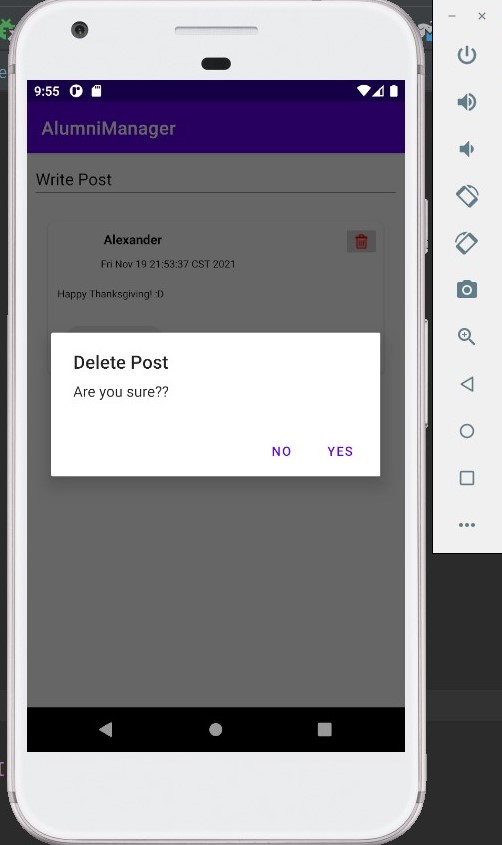 9:55
AlumniManager
Write Post
Alexander
Fri Nov 19 21:53:37 CST 2021
Happy Thanksgiving! :D
Delete Post
Are you sure??
NO YES